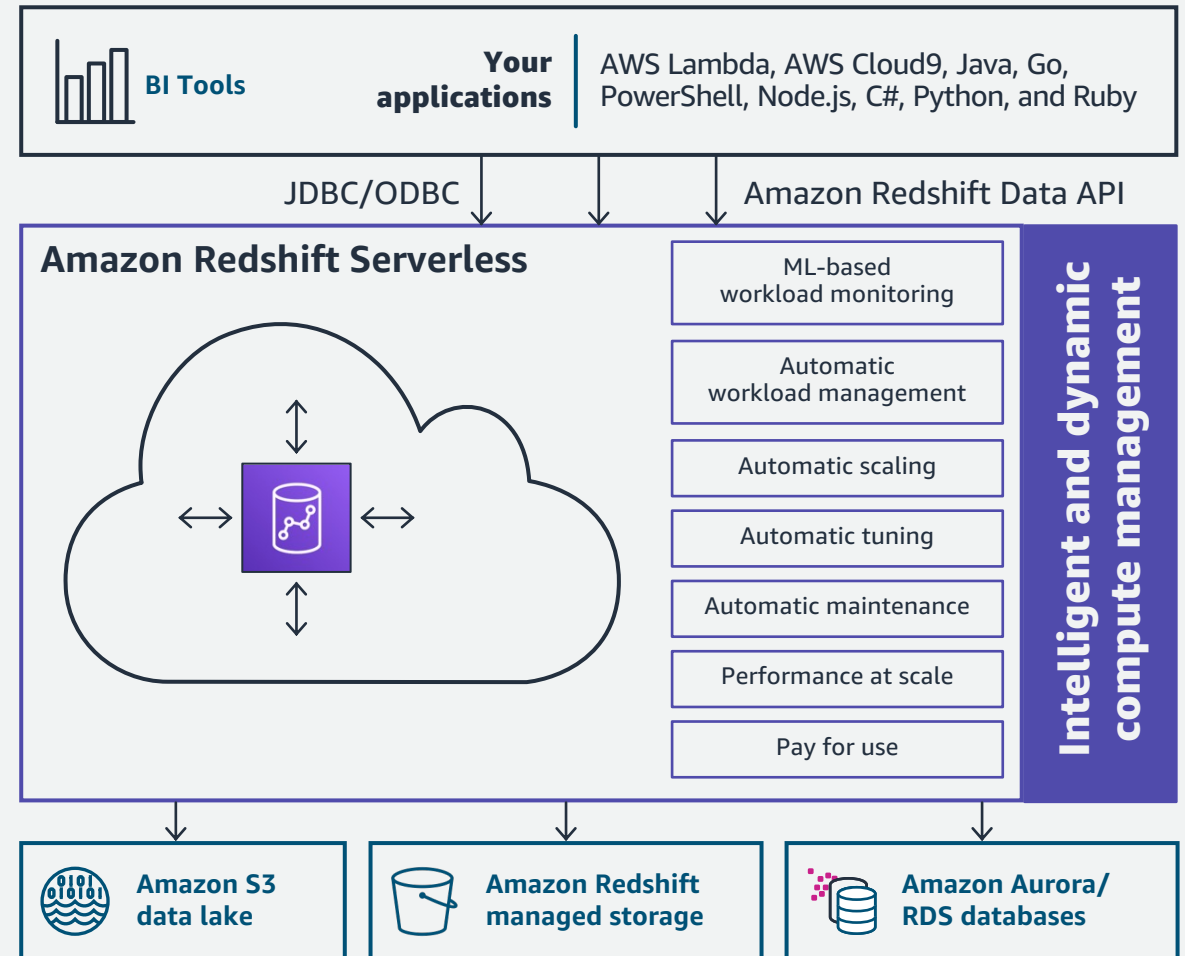 BI Tools
Your
applications
AWS Lambda, AWS Cloud9, Java, Go,
PowerShell, Node.js, C#, Python, and Ruby
JDBC/ODBC
Amazon Redshift Data API
Amazon Redshift Serverless
ML-based
workload monitoring
Automatic
workload management
Automatic scaling
Automatic tuning
Automatic maintenance
Performance at scale
Pay for use
Intelligent and dynamic
compute management
0101
010101
Amazon S3
data lake
Amazon Redshift
managed storage
Amazon Aurora/
RDS databases